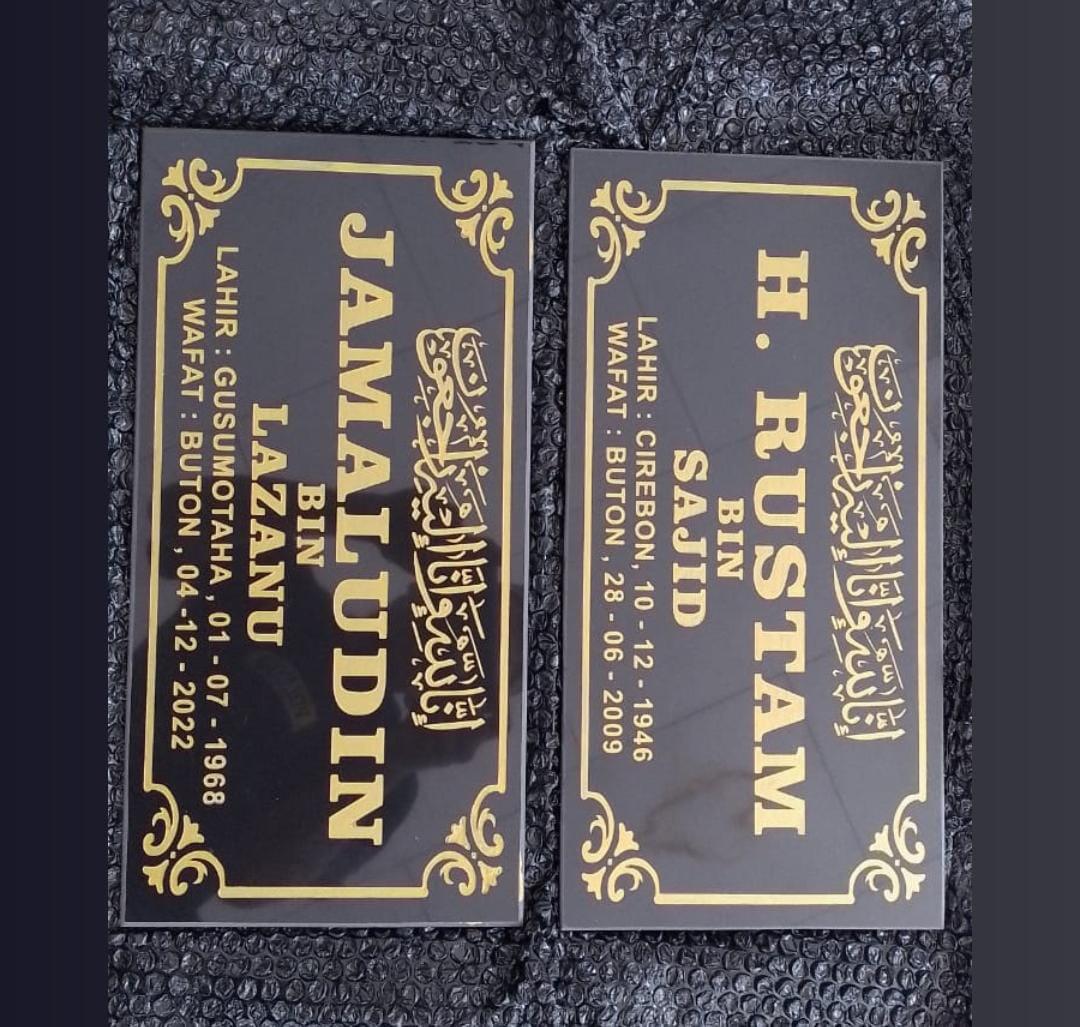 إنا لله وإنا إليه راجعون
JAMALUDIN
BIN
LAZANU
LAHIR : GUSUMOTAHA , 01 - 07 - 1968
WAFAT : BUTON , 04 -12 - 2022
إنا لله وإنا إليه راجعون
H. RUSTAM
BIN
SAJID
LAHIR : CIREBON, 10 - 12 - 1946
WAFAT : BUTON , 28 - 06 - 2009